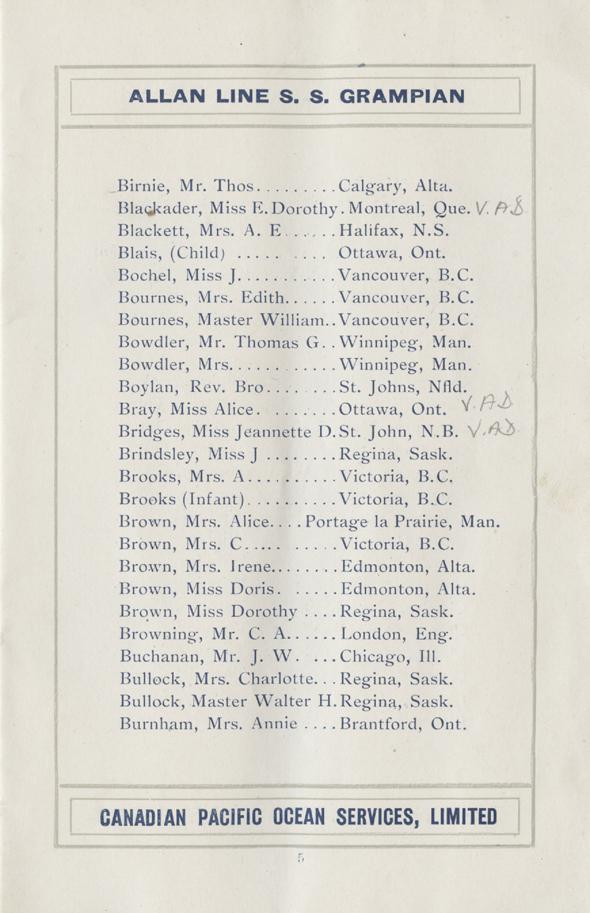 ALLAN LINE S. S. GRAMPIAN
Birnie, Mr. Thos.........Calgary, Alta.
Blackader, Miss E. Dorothy. Montreal, Que. V. A D
Blackett, Mrs. A. E......Halifax, N.S.
Blais, (Child) ..... .... Ottawa, Ont.
Bochel, Miss J...........Vancouver, B.C.
Bournes, Mrs. Edith......Vancouver, B.C.
Bournes, Master William..Vancouver, B.C.
Bowdler, Mr. Thomas G..Winnipeg, Man.
Bowdler, Mrs............Winnipeg, Man.
Boylan, Rev. Bro........St. Johns, Nfld.
Bray, Miss Alice. .......Ottawa, Ont. V. A D
Bridges, Miss Jeannette D.St. John, N.B. V. A D
Brindsley, Miss J ........Regina, Sask.
Brooks, Mrs. A..........Victoria, B.C.
Brooks (Infant)..........Victoria, B.C.
Brown, Mrs. Alice....Portage la Prairie, Man.
Brown, Mrs. C..... .....Victoria, B.C.
Brown, Mrs. Irene........Edmonton, Alta.
Brown, Miss Doris. .....Edmonton, Alta.
Brown, Miss Dorothy ....Regina, Sask.
Browning, Mr. C. A......London, Eng.
Buchanan, Mr. J. W. ...Chicago, Ill.
Bullock, Mrs. Charlotte...Regina, Sask.
Bullock, Master Walter H.Regina, Sask.
Burnham, Mrs. Annie ....Brantford, Ont.
CANADIAN PACIFIC OCEAN SERVICES, LIMITED
5